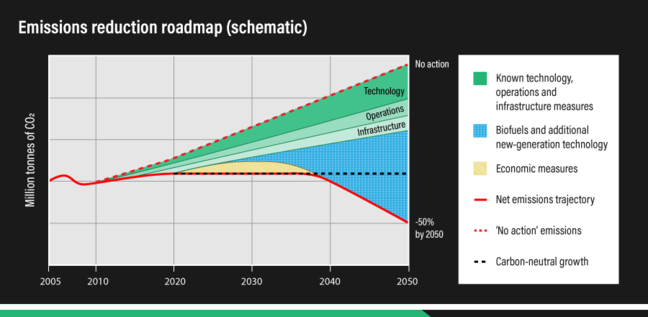 Emissions reduction roadmap (schematic)
Million tonnes of CO₂
No action
Technology
Operations
Infrastructure
-50%
by 2050
2005 2010 2020 2030 2040 2050
Known technology,
operations and
infrastructure measures
Biofuels and additional
new-generation technology
Economic measures
Net emissions trajectory
'No action' emissions
Carbon-neutral growth